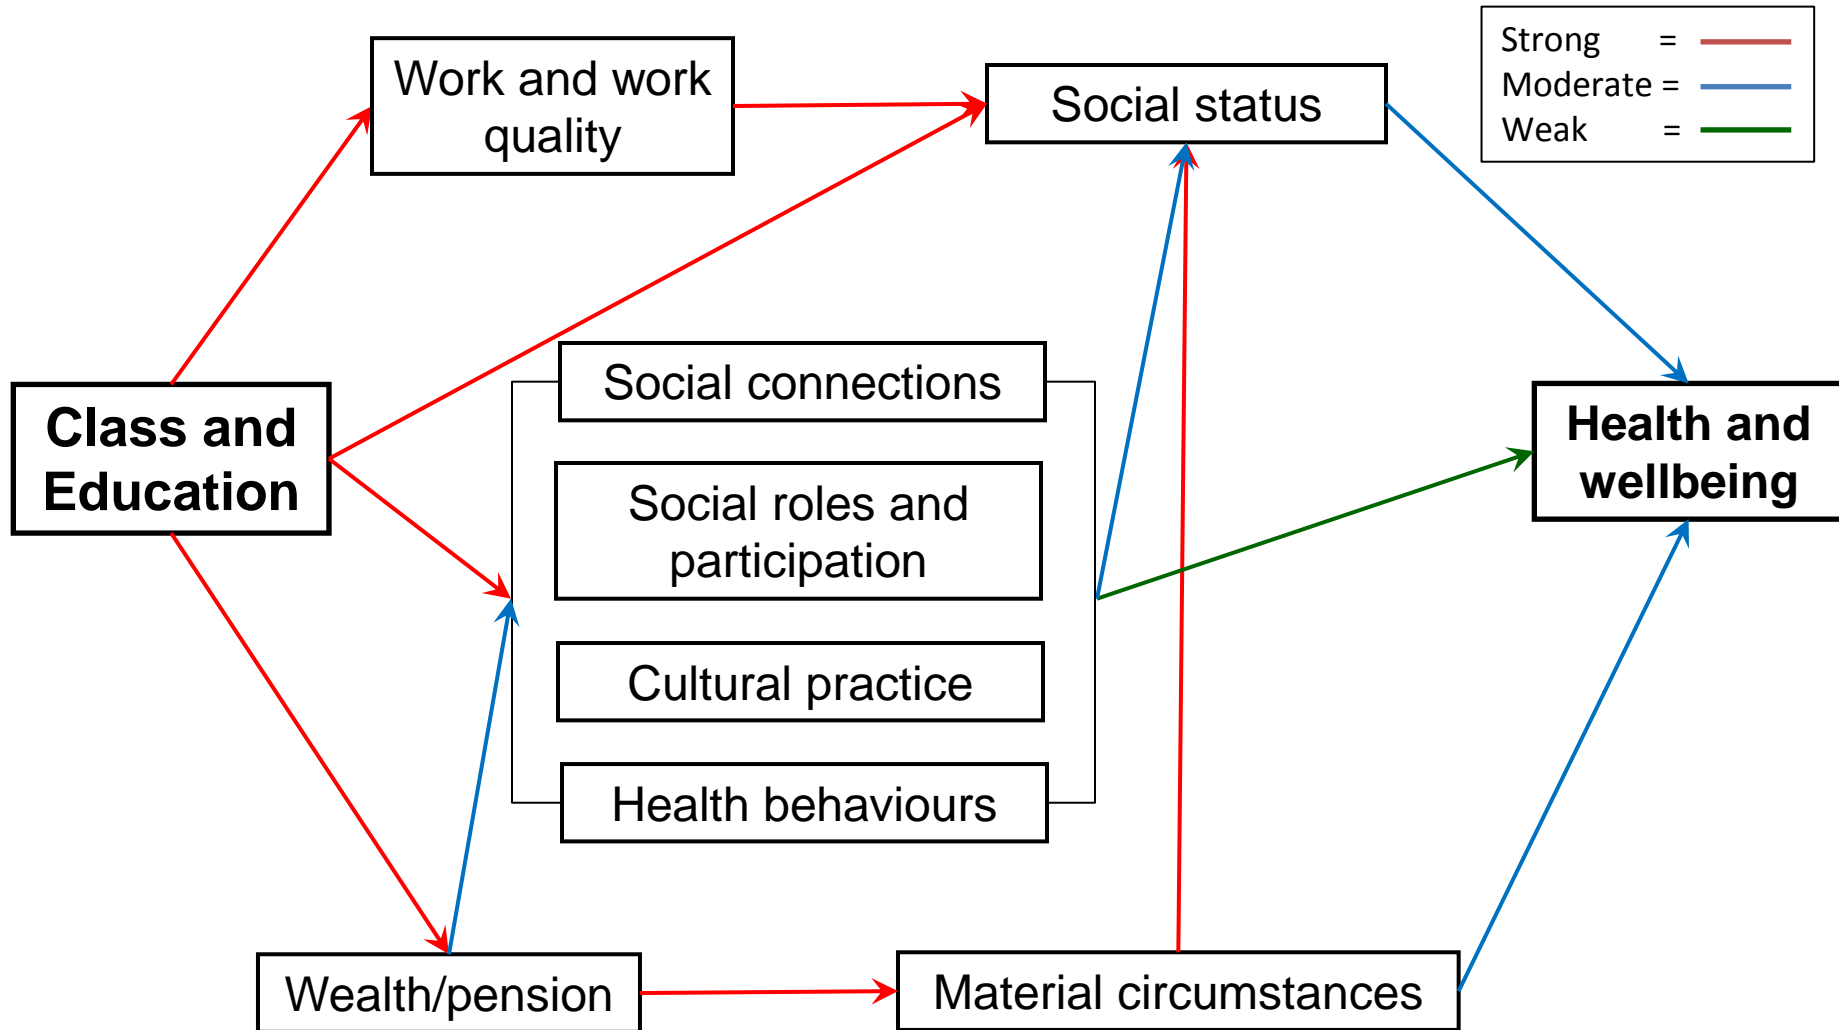 Strong =
Moderate =
Weak =
Work and work
quality
Social status
Social connections
Class and
Education
Health and
wellbeing
Social roles and
participation
Cultural practice
Health behaviours
Wealth/pension
Material circumstances